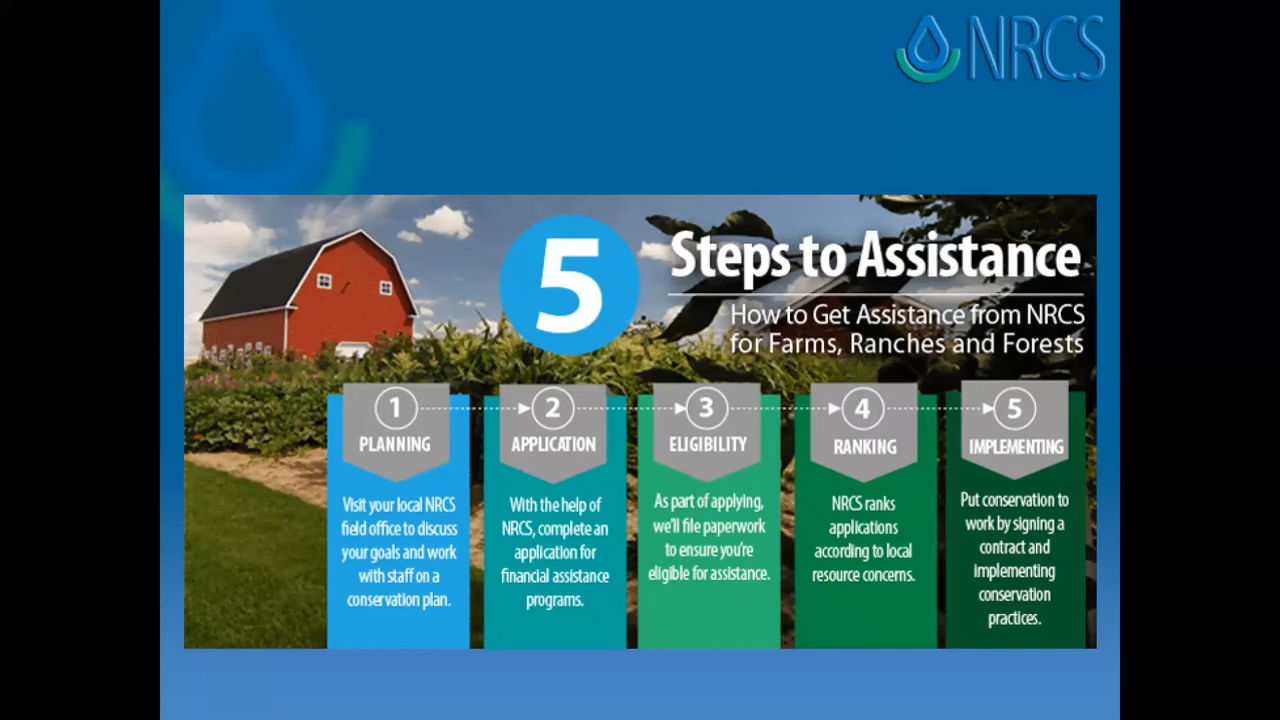 NRCS
5
Steps to Assistance
How to Get Assistance from NRCS
for Farms, Ranches and Forests
1
PLANNING
Visit your local NRCS
field office to discuss
your goals and work
with staff on a
conservation plan.
2
APPLICATION
With the help of
NRCS, complete an
application for
financial assistance
programs.
3
ELIGIBILITY
As part of applying,
we'll file paperwork
to ensure you're
eligible for assistance.
4
RANKING
NRCS ranks
applications
according to local
resource concerns.
5
IMPLEMENTING
Put conservation to
work by signing a
contract and
implementing
conservation
practices.